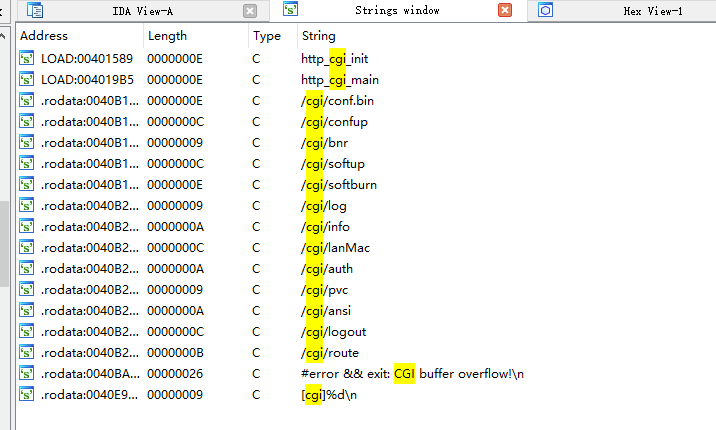 IDA View-A Strings window Hex View-1
Address Length Type String
LOAD:00401589 0000000E C http_cgi_init
LOAD:004019B5 0000000E C http_cgi_main
.rodata:0040B1... 0000000E C /cgi/conf.bin
.rodata:0040B1... 0000000C C /cgi/confup
.rodata:0040B1... 00000009 C /cgi/bnr
.rodata:0040B1... 0000000C C /cgi/softup
.rodata:0040B1... 0000000E C /cgi/softburn
.rodata:0040B2... 00000009 C /cgi/log
.rodata:0040B2... 0000000A C /cgi/info
.rodata:0040B2... 0000000C C /cgi/lanMac
.rodata:0040B2... 0000000A C /cgi/auth
.rodata:0040B2... 00000009 C /cgi/pvc
.rodata:0040B2... 0000000A C /cgi/ansi
.rodata:0040B2... 0000000C C /cgi/logout
.rodata:0040B2... 0000000B C /cgi/route
.rodata:0040BA... 00000026 C #error && exit: CGI buffer overflow!\n
.rodata:0040E9... 00000009 C [cgi]%d\n